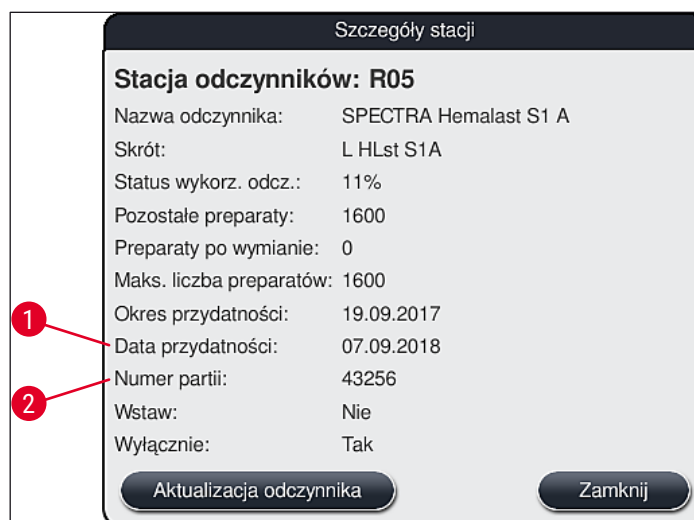 Szczegóły stacji
Stacja odczynników: R05
Nazwa odczynnika: SPECTRA Hemalast S1 A
Skrót: L HLst S1A
Status wykorz. odcz.: 11%
Pozostałe preparaty: 1600
Preparaty po wymianie: 0
Maks. liczba preparatów: 1600
Okres przydatności: 19.09.2017
1 Data przydatności: 07.09.2018
2 Numer partii: 43256
Wstaw: Nie
Wyłącznie: Tak
Aktualizacja odczynnika Zamknij